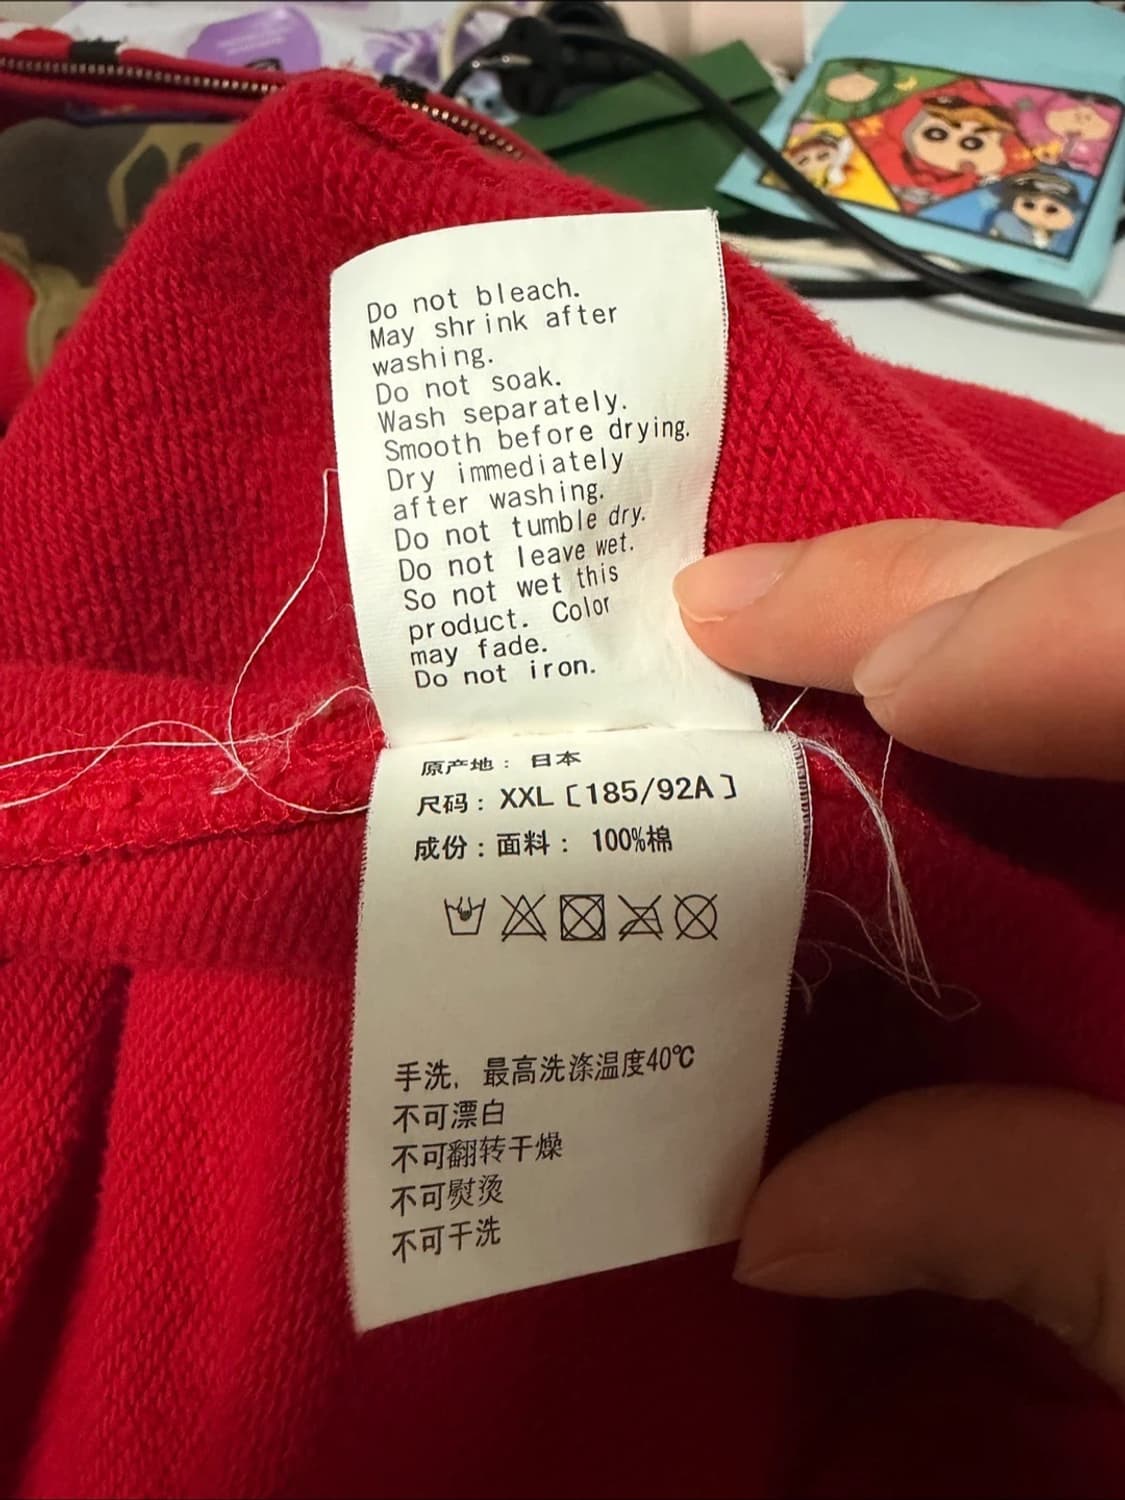 Do not bleach.
May shrink after
washing.
Do not soak.
Wash separately.
Smooth before drying.
Dry immediately
after washing.
Do not tumble dry.
Do not leave wet.
So not wet this
product. Color
may fade.
Do not iron.
原产地：日本
尺码：XXL〔185/92A〕
成份：面料：100%棉
手洗，最高洗涤温度40℃
不可漂白
不可翻转干燥
不可熨烫
不可干洗